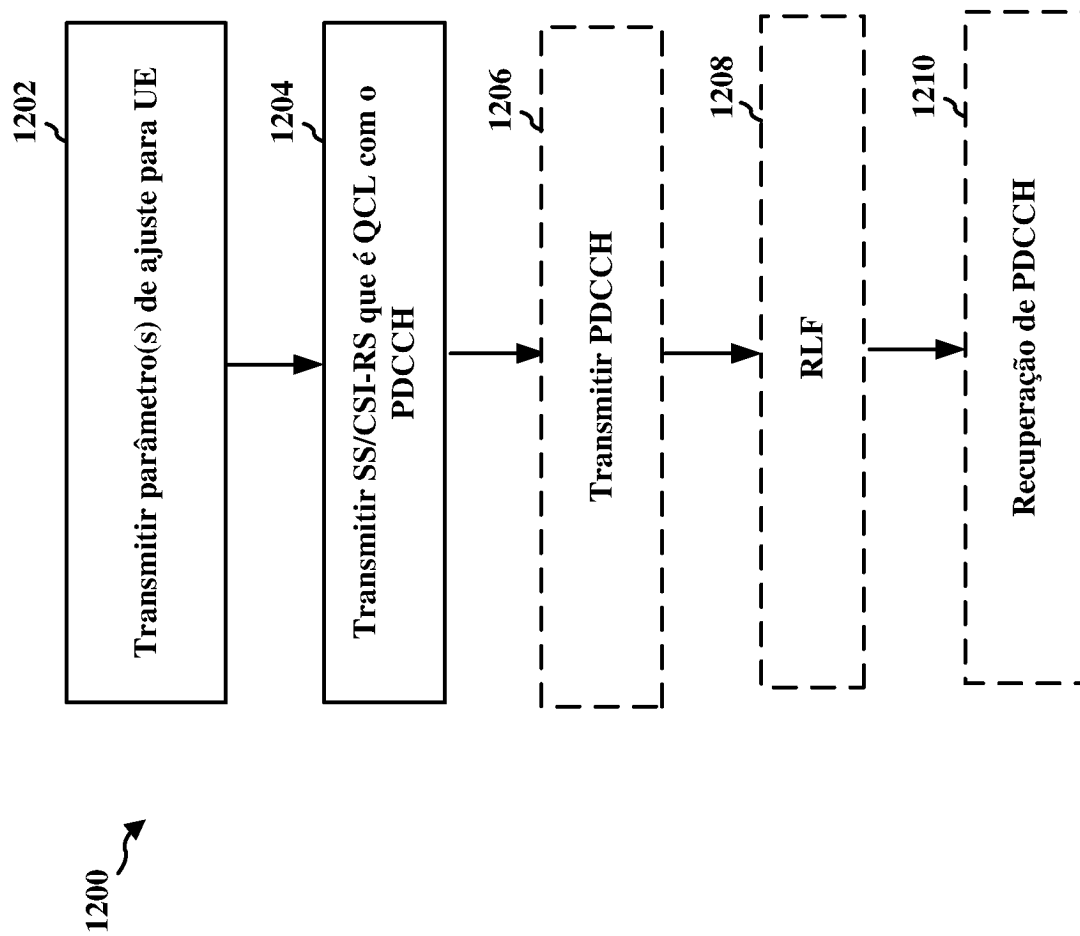 1200
1202
Transmitir parâmetro(s) de ajuste para UE
1204
Transmitir SS/CSI-RS que é QCL com o
PDCCH
1206
Transmitir PDCCH
1208
RLF
1210
Recuperação de PDCCH